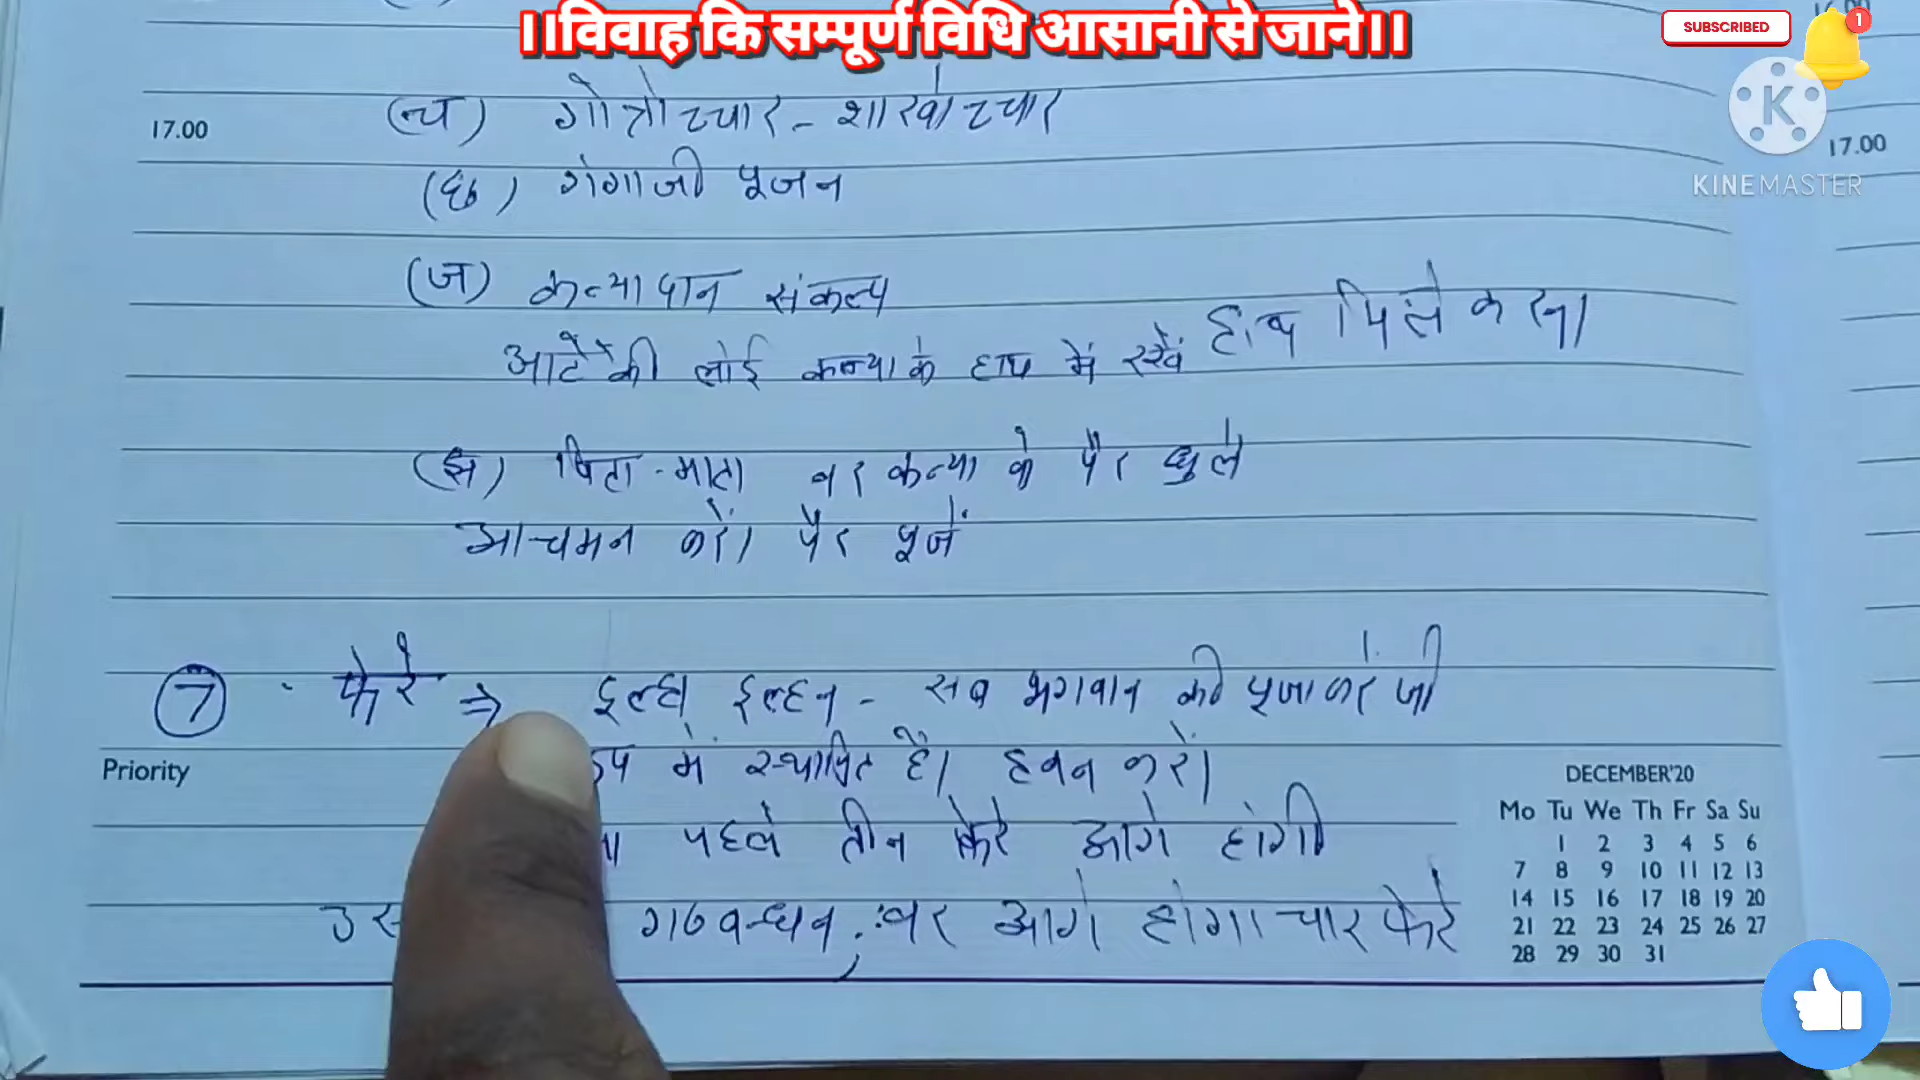 ।।विवाह कि सम्पूर्ण विधि आसानी से जाने।।
SUBSCRIBED
1
KINEMASTER
17.00
17.00
(च) गोत्रोच्चार - शाखोच्चार
(छ) गंगाजी पूजन
(ज) कन्यादान संकल्प
आटे की लोई कन्या के हाथ में रखें हाथ पिले करना
(झ) पिता-माता वर कन्या के पैर धुले
आचमन करें। पैर पूजें
7 फेरे ⇒ दुल्हा दुल्हन - सब भगवान की पूजा करें जी
में स्थापित है। हवन करें।
पहले तीन फेरे आगे होगी
गठबन्धन, वर आगे होगा चार फेरे
Priority
DECEMBER'20
Mo Tu We Th Fr Sa Su
1 2 3 4 5 6
7 8 9 10 11 12 13
14 15 16 17 18 19 20
21 22 23 24 25 26 27
28 29 30 31